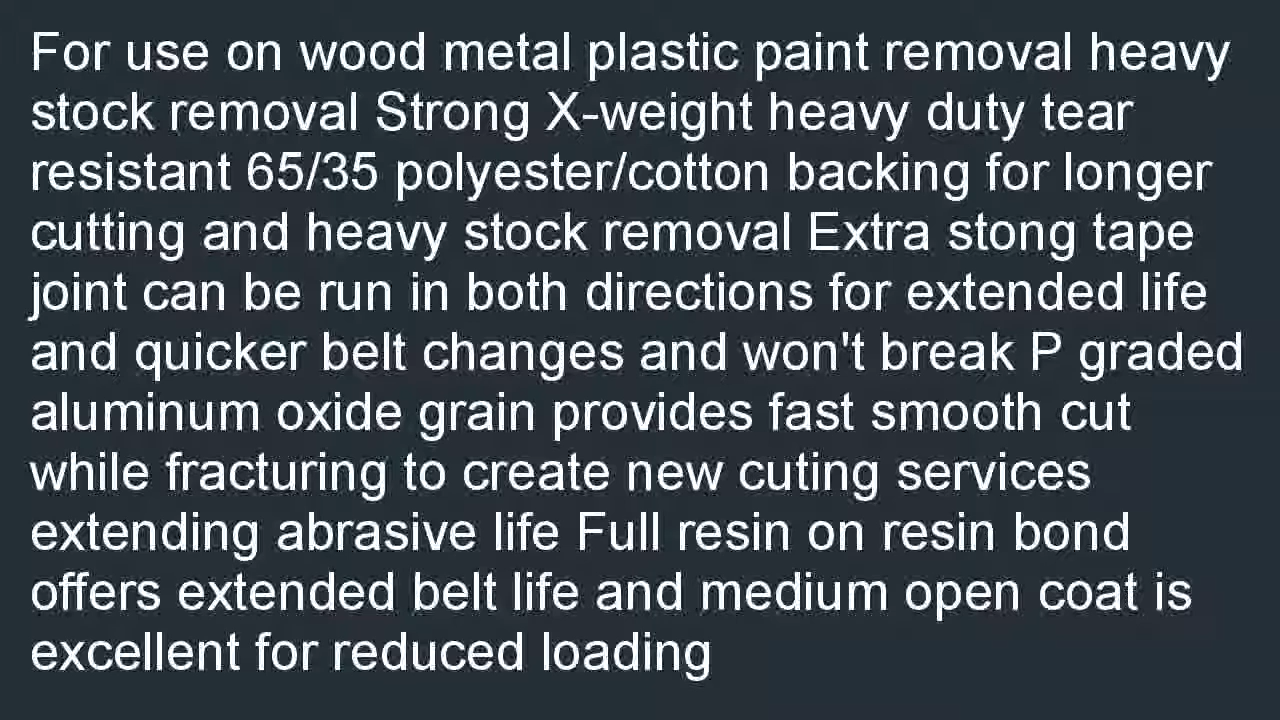 For use on wood metal plastic paint removal heavy
stock removal Strong X-weight heavy duty tear
resistant 65/35 polyester/cotton backing for longer
cutting and heavy stock removal Extra stong tape
joint can be run in both directions for extended life
and quicker belt changes and won't break P graded
aluminum oxide grain provides fast smooth cut
while fracturing to create new cuting services
extending abrasive life Full resin on resin bond
offers extended belt life and medium open coat is
excellent for reduced loading